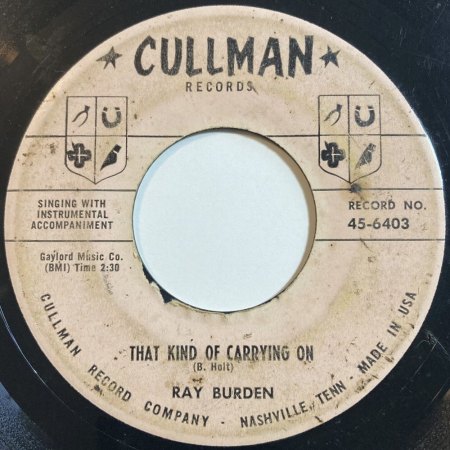 CULLMAN
RECORDS
SINGING WITH
INSTRUMENTAL
ACCOMPANIMENT
RECORD NO.
45-6403
Gaylord Music Co.
(BMI) Time 2:30
THAT KIND OF CARRYING ON
(B. Holt)
RAY BURDEN
CULLMAN RECORD COMPANY - NASHVILLE, TENN. MADE IN USA